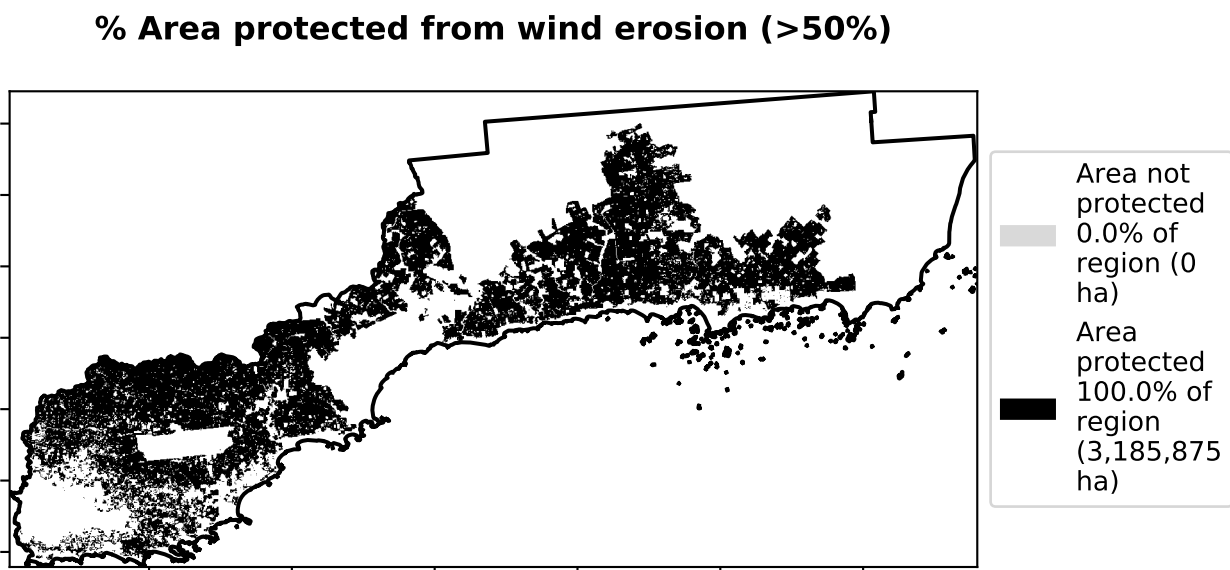 % Area protected from wind erosion (>50%)
Area not
protected
0.0% of
region (0
ha)
Area
protected
100.0% of
region
(3,185,875
ha)